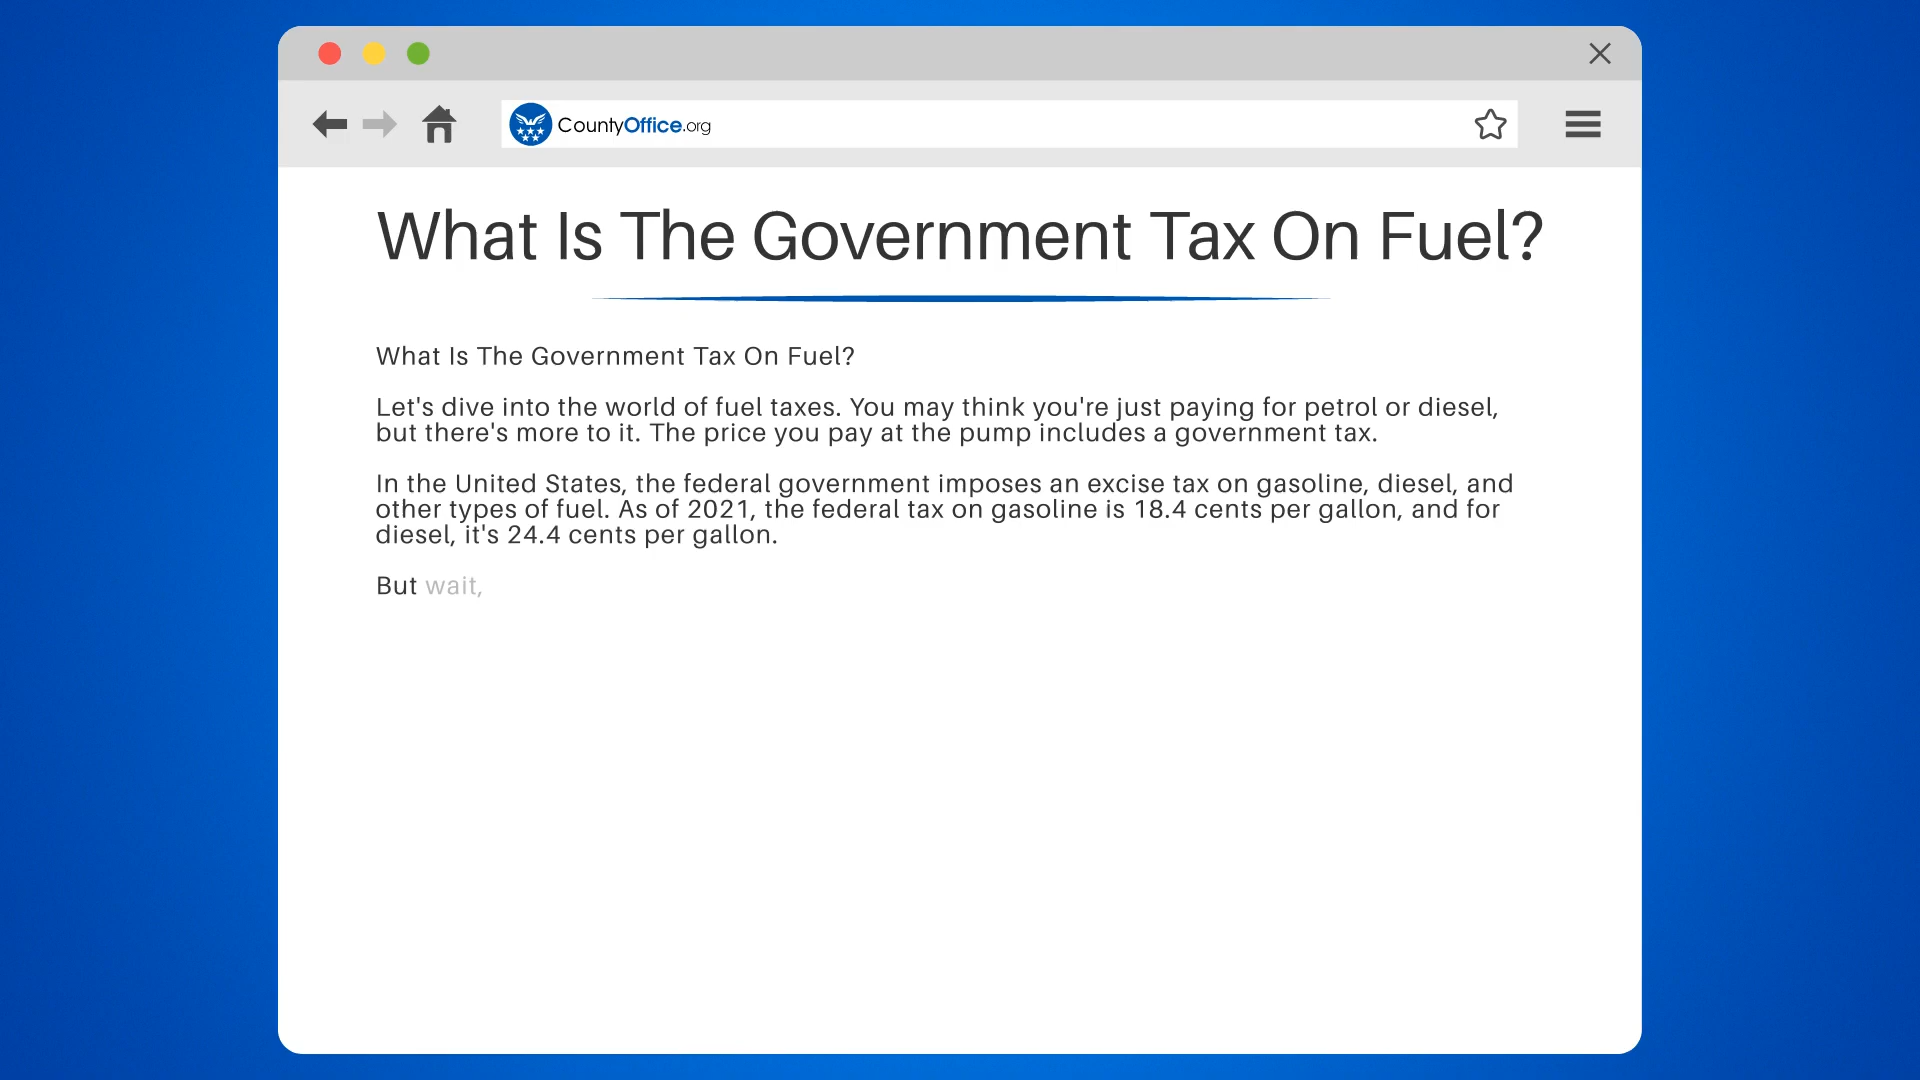 CountyOffice.org
What Is The Government Tax On Fuel?
What Is The Government Tax On Fuel?
Let's dive into the world of fuel taxes. You may think you're just paying for petrol or diesel,
but there's more to it. The price you pay at the pump includes a government tax.
In the United States, the federal government imposes an excise tax on gasoline, diesel, and
other types of fuel. As of 2021, the federal tax on gasoline is 18.4 cents per gallon, and for
diesel, it's 24.4 cents per gallon.
But wait,